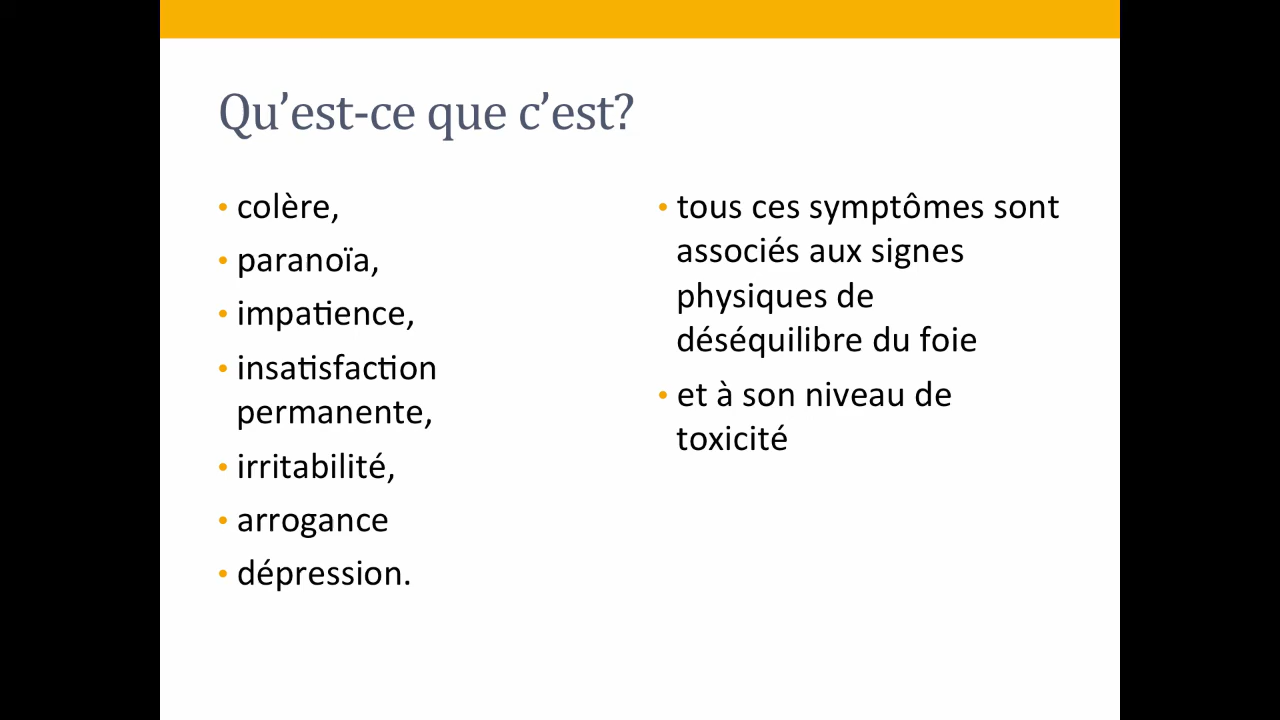 Qu’est-ce que c’est?
• colère,
• paranoïa,
• impatience,
• insatisfaction
permanente,
• irritabilité,
• arrogance
• dépression.
• tous ces symptômes sont
associés aux signes
physiques de
déséquilibre du foie
• et à son niveau de
toxicité